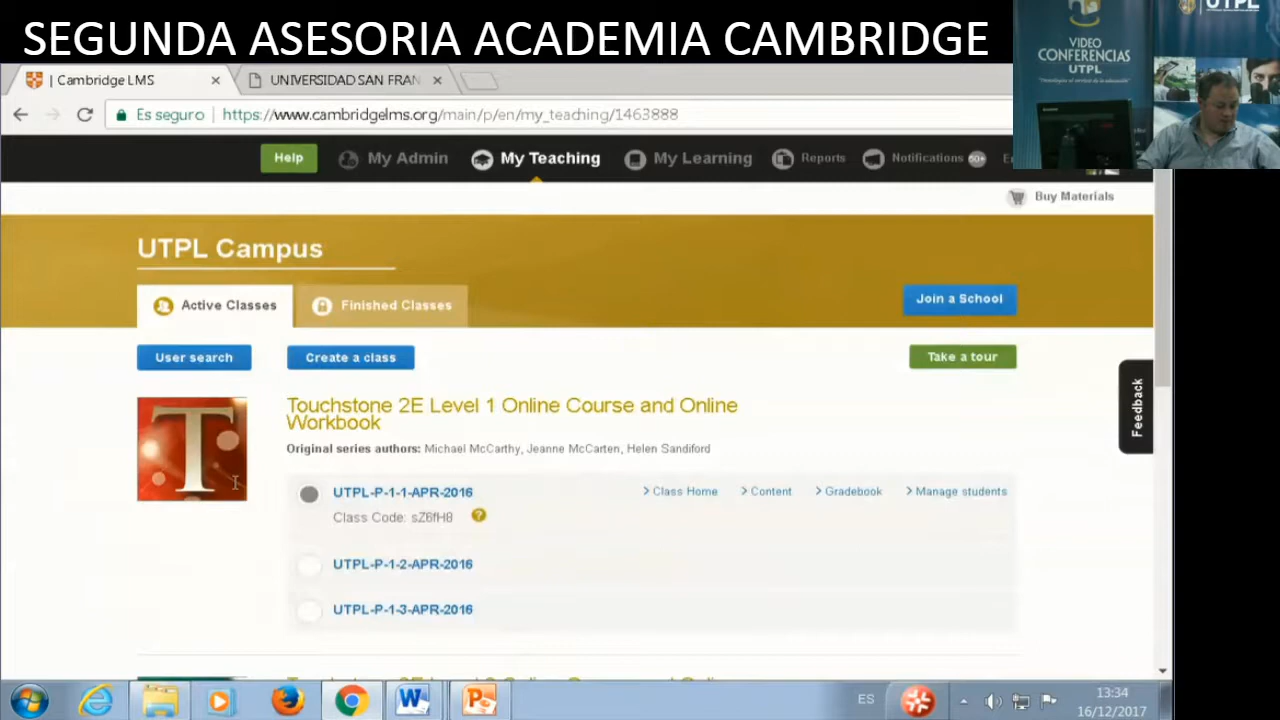 SEGUNDA ASESORIA ACADEMIA CAMBRIDGE
UTPL
VIDEO
CONFERENCIAS
UTPL
| Cambridge LMS
UNIVERSIDAD SAN FRAN
Es seguro
https://www.cambridgelms.org/main/p/en/my_teaching/1463888
Help
My Admin
My Teaching
My Learning
Reports
Notifications 60+
Buy Materials
UTPL Campus
Active Classes
Finished Classes
Join a School
User search
Create a class
Take a tour
Feedback
T
Touchstone 2E Level 1 Online Course and Online
Workbook
Original series authors: Michael McCarthy, Jeanne McCarten, Helen Sandiford
UTPL-P-1-1-APR-2016
> Class Home > Content > Gradebook > Manage students
Class Code: sZ6fH8 ?
UTPL-P-1-2-APR-2016
UTPL-P-1-3-APR-2016
ES
13:34
16/12/2017